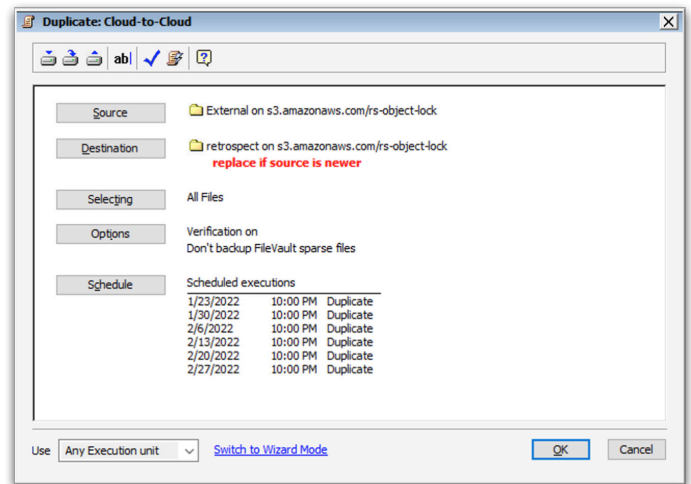 Duplicate: Cloud-to-Cloud
ab|
Source
External on s3.amazonaws.com/rs-object-lock
Destination
retrospect on s3.amazonaws.com/rs-object-lock
replace if source is newer
Selecting
All Files
Options
Verification on
Don't backup FileVault sparse files
Schedule
Scheduled executions
1/23/2022 10:00 PM Duplicate
1/30/2022 10:00 PM Duplicate
2/6/2022 10:00 PM Duplicate
2/13/2022 10:00 PM Duplicate
2/20/2022 10:00 PM Duplicate
2/27/2022 10:00 PM Duplicate
Use Any Execution unit Switch to Wizard Mode OK Cancel